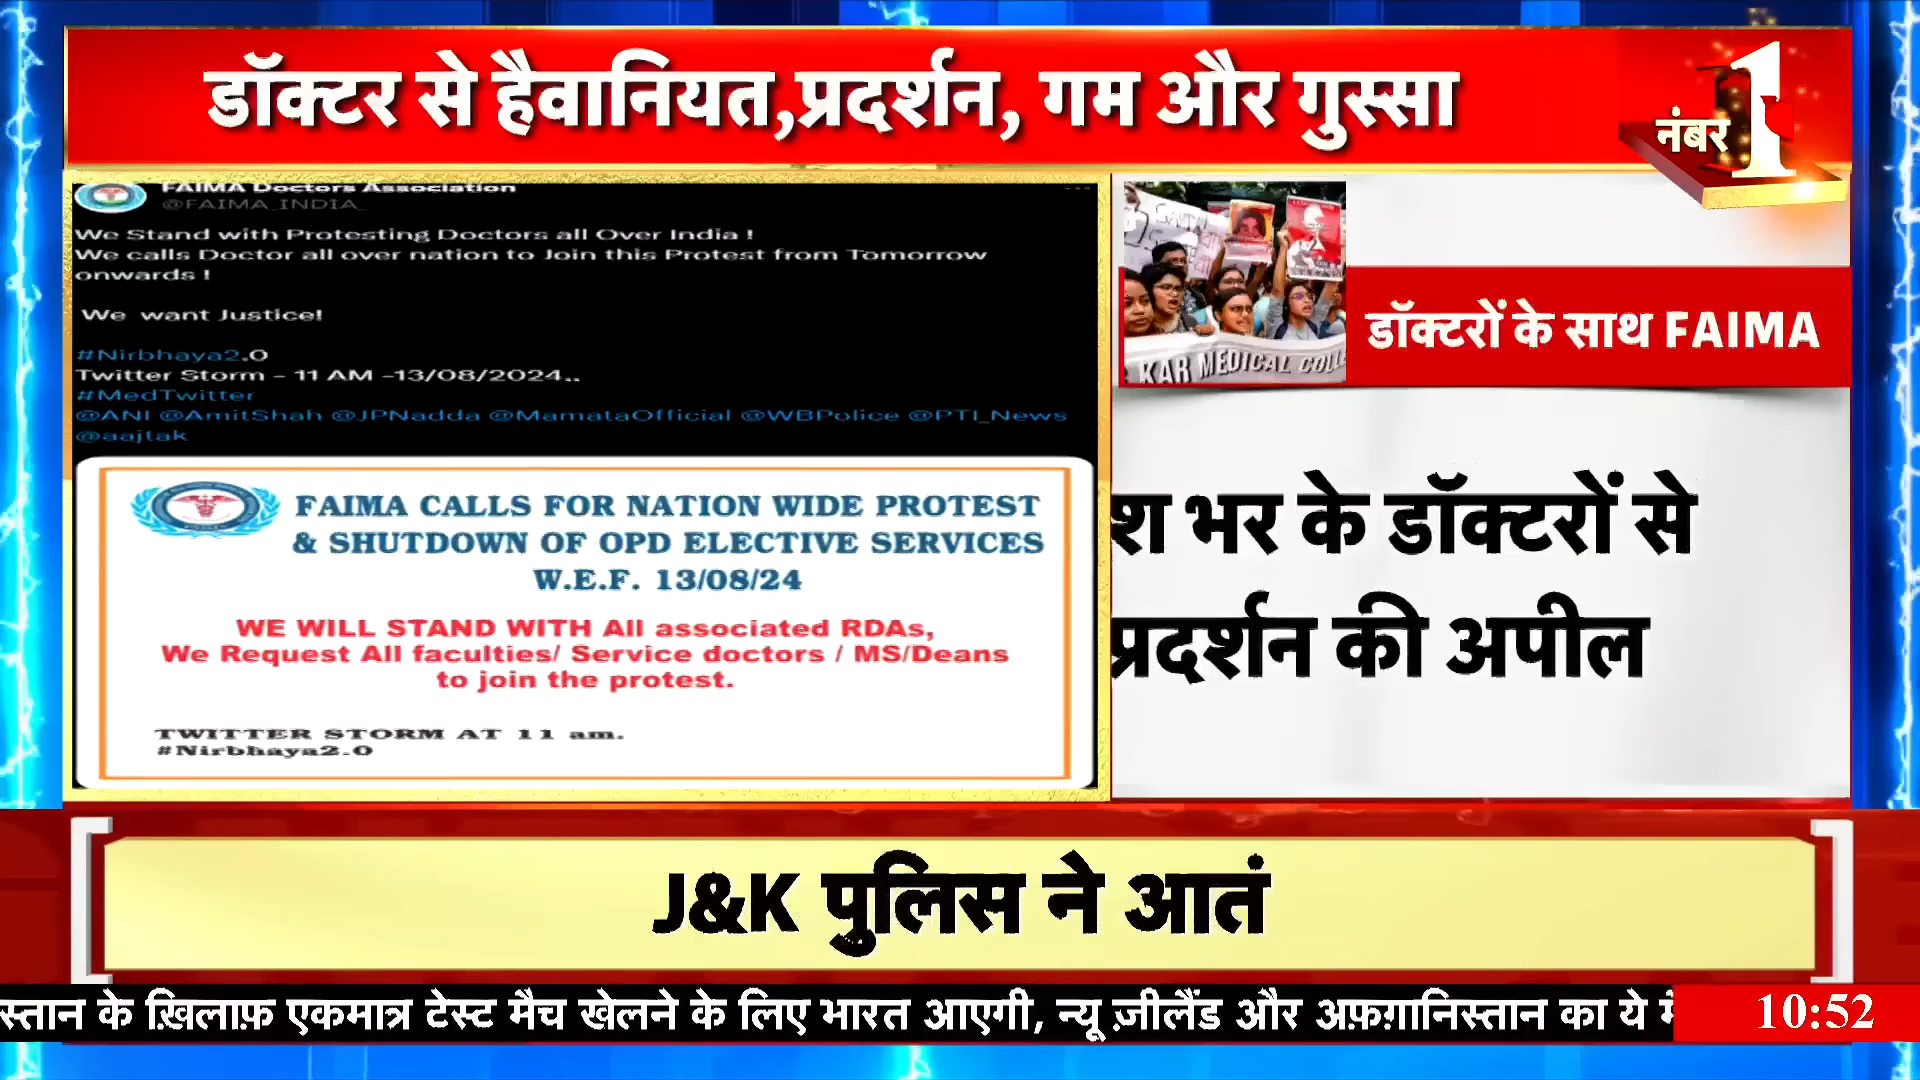 डॉक्टर से हैवानियत,प्रदर्शन, गम और गुस्सा
नंबर 1
FAIMA Doctors Association
@FAIMA_INDIA_
We Stand with Protesting Doctors all Over India !
We calls Doctor all over nation to Join this Protest from Tomorrow
onwards !
We want Justice!
#Nirbhaya2.0
Twitter Storm - 11 AM -13/08/2024..
#MedTwitter
@ANI @AmitShah @JPNadda @MamataOfficial @WBPolice @PTI_News
@aajtak
FAIMA CALLS FOR NATION WIDE PROTEST
& SHUTDOWN OF OPD ELECTIVE SERVICES
W.E.F. 13/08/24
WE WILL STAND WITH All associated RDAs,
We Request All faculties/ Service doctors / MS/Deans
to join the protest.
TWITTER STORM AT 11 am.
#Nirbhaya2.0
KAR MEDICAL COLL
डॉक्टरों के साथ FAIMA
श भर के डॉक्टरों से
प्रदर्शन की अपील
J&K पुलिस ने आतं
स्तान के ख़िलाफ़ एकमात्र टेस्ट मैच खेलने के लिए भारत आएगी, न्यू ज़ीलैंड और अफ़ग़ानिस्तान का ये
10:52